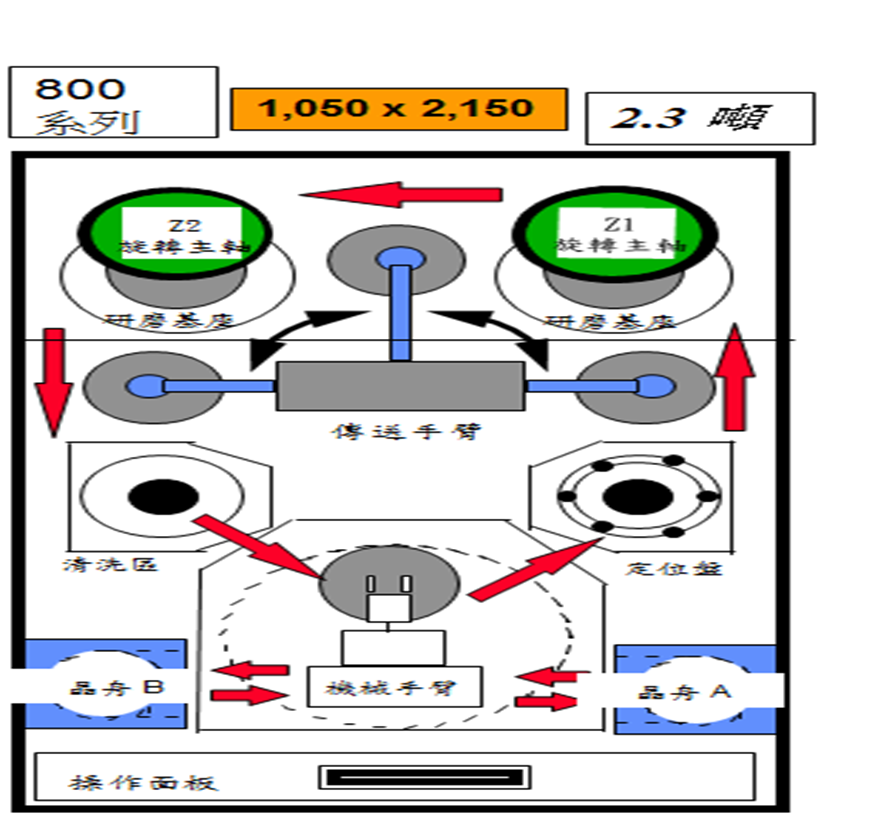 800
系列
1,050 x 2,150
2.3 噸
Z2
旋轉主軸
Z1
旋轉主軸
研磨基座
研磨基座
傳送手臂
清洗區
定位盤
晶舟 B
機械手臂
晶舟 A
操作面板